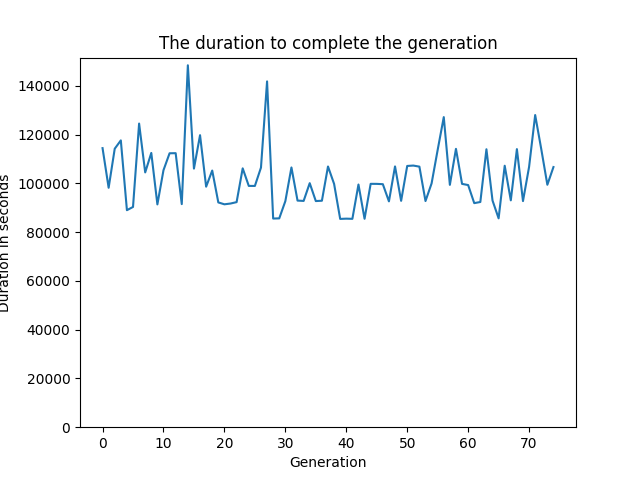 The duration to complete the generation
Duration in seconds
140000
120000
100000
80000
60000
40000
20000
0
0 10 20 30 40 50 60 70
Generation